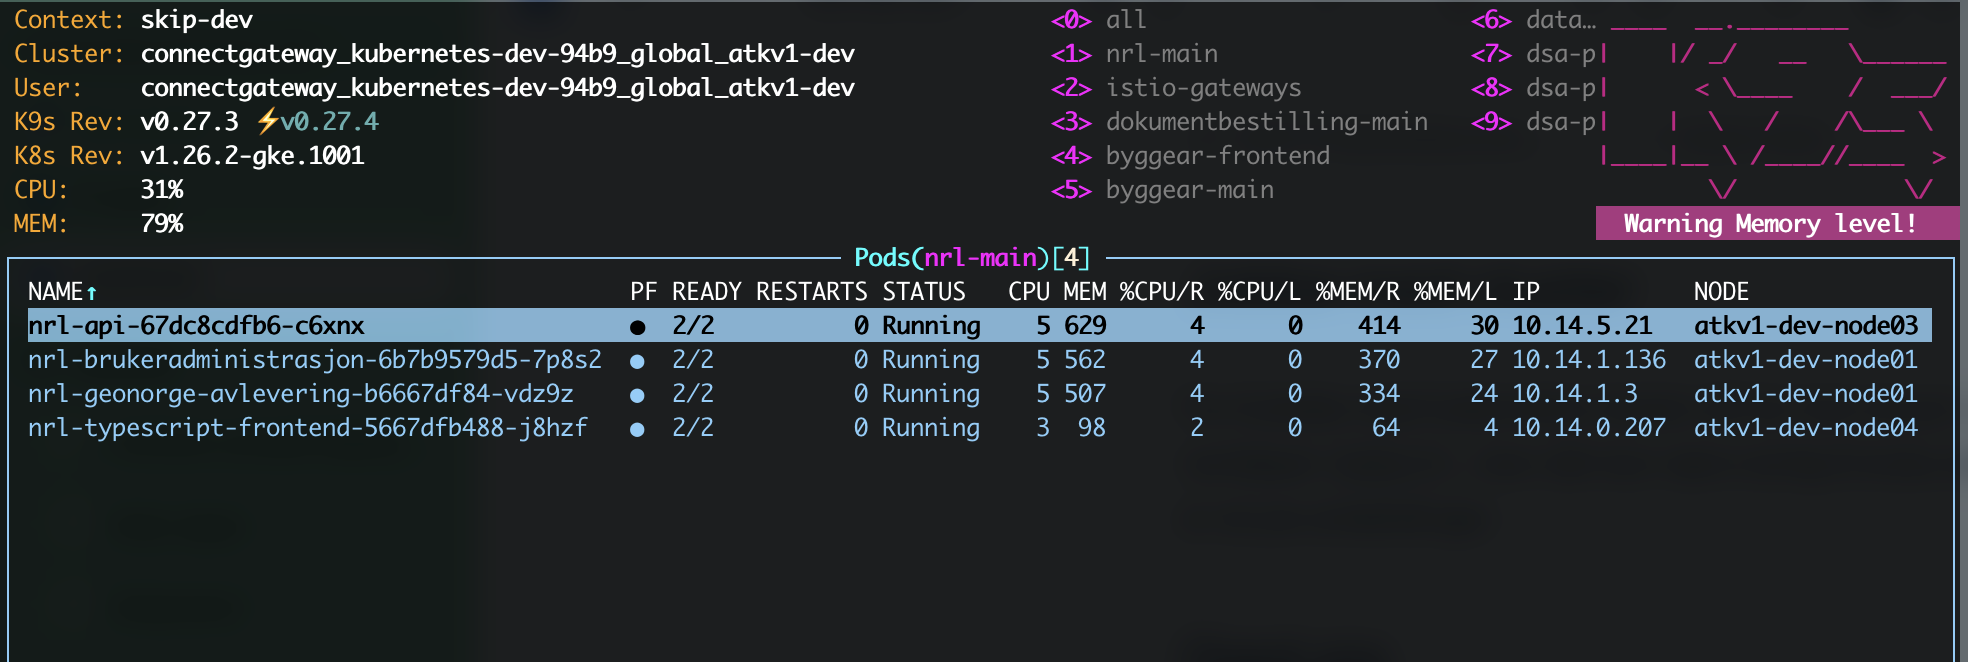 Context: skip-dev <0> all <6> data…
Cluster: connectgateway_kubernetes-dev-94b9_global_atkv1-dev <1> nrl-main <7> dsa-p
User: connectgateway_kubernetes-dev-94b9_global_atkv1-dev <2> istio-gateways <8> dsa-p
K9s Rev: v0.27.3 ⚡v0.27.4 <3> dokumentbestilling-main <9> dsa-p
K8s Rev: v1.26.2-gke.1001 <4> byggear-frontend
CPU: 31% <5> byggear-main
MEM: 79% Warning Memory level!
Pods(nrl-main)[4]
NAME↑ PF READY RESTARTS STATUS CPU MEM %CPU/R %CPU/L %MEM/R %MEM/L IP NODE
nrl-api-67dc8cdfb6-c6xnx ● 2/2 0 Running 5 629 4 0 414 30 10.14.5.21 atkv1-dev-node03
nrl-brukeradministrasjon-6b7b9579d5-7p8s2 ● 2/2 0 Running 5 562 4 0 370 27 10.14.1.136 atkv1-dev-node01
nrl-geonorge-avlevering-b6667df84-vdz9z ● 2/2 0 Running 5 507 4 0 334 24 10.14.1.3 atkv1-dev-node01
nrl-typescript-frontend-5667dfb488-j8hzf ● 2/2 0 Running 3 98 2 0 64 4 10.14.0.207 atkv1-dev-node04